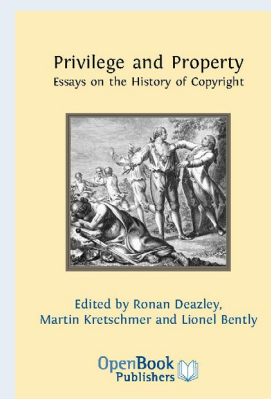 Privilege and Property
Essays on the History of Copyright
Edited by Ronan Deazley,
Martin Kretschmer and Lionel Bently
OpenBook
Publishers